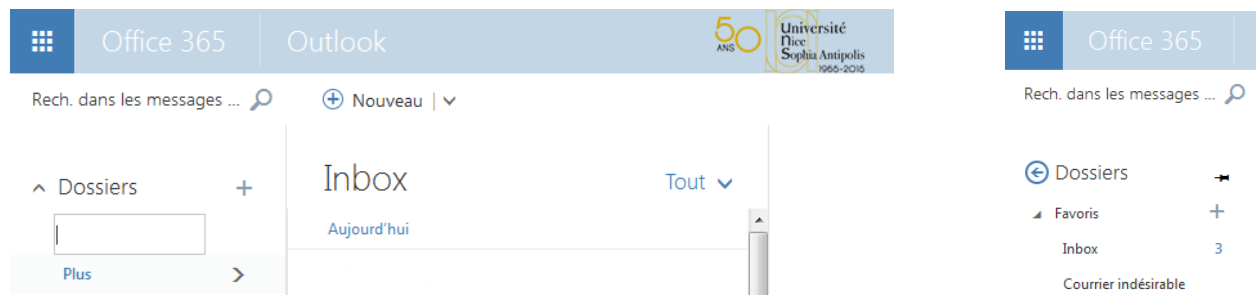 Office 365
Outlook
50 ANS
Université
Nice
Sophia Antipolis
1965-2015
Rech. dans les messages ...
Nouveau
Dossiers
Plus
Inbox
Tout
Aujourd'hui
Office 365
Rech. dans les messages ...
Dossiers
Favoris
Inbox 3
Courrier indésirable